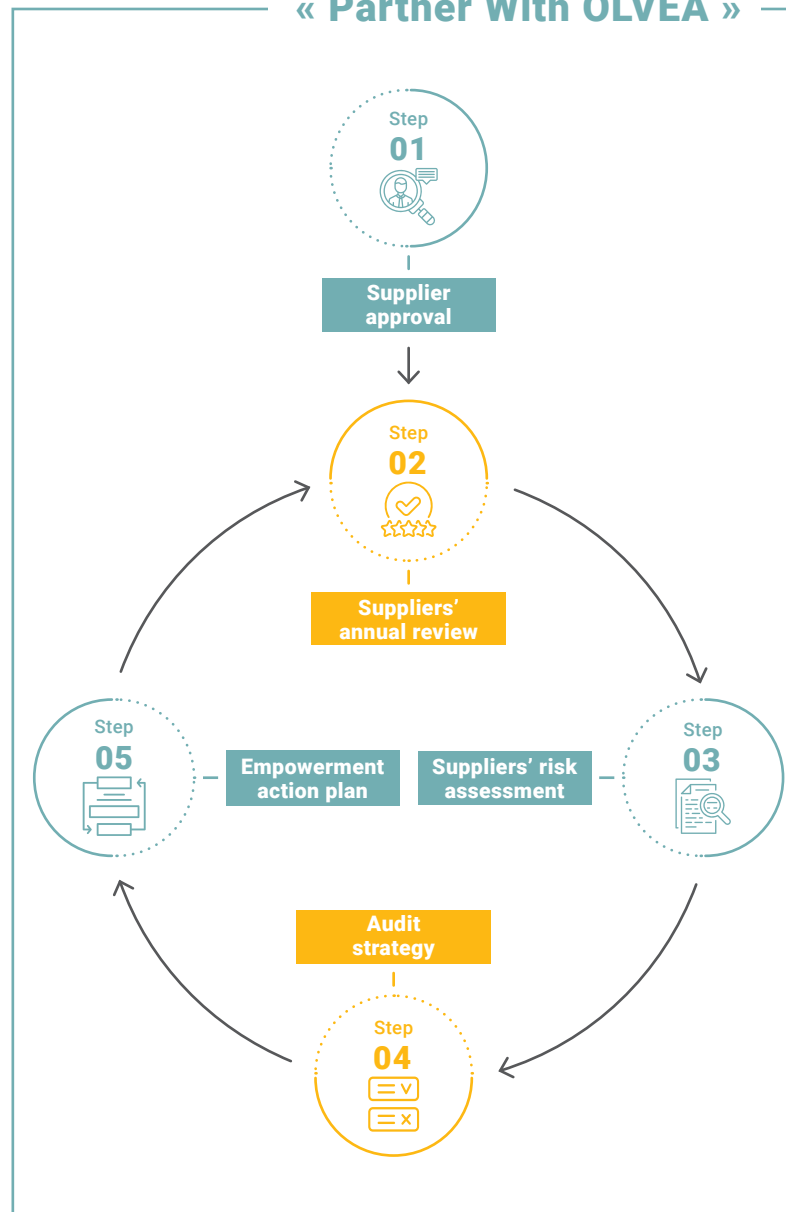 « Partner With OLVEA »
Step
01
Supplier
approval
Step
02
Suppliers’
annual review
Step
03
Suppliers’ risk
assessment
Step
04
Audit
strategy
Step
05
Empowerment
action plan